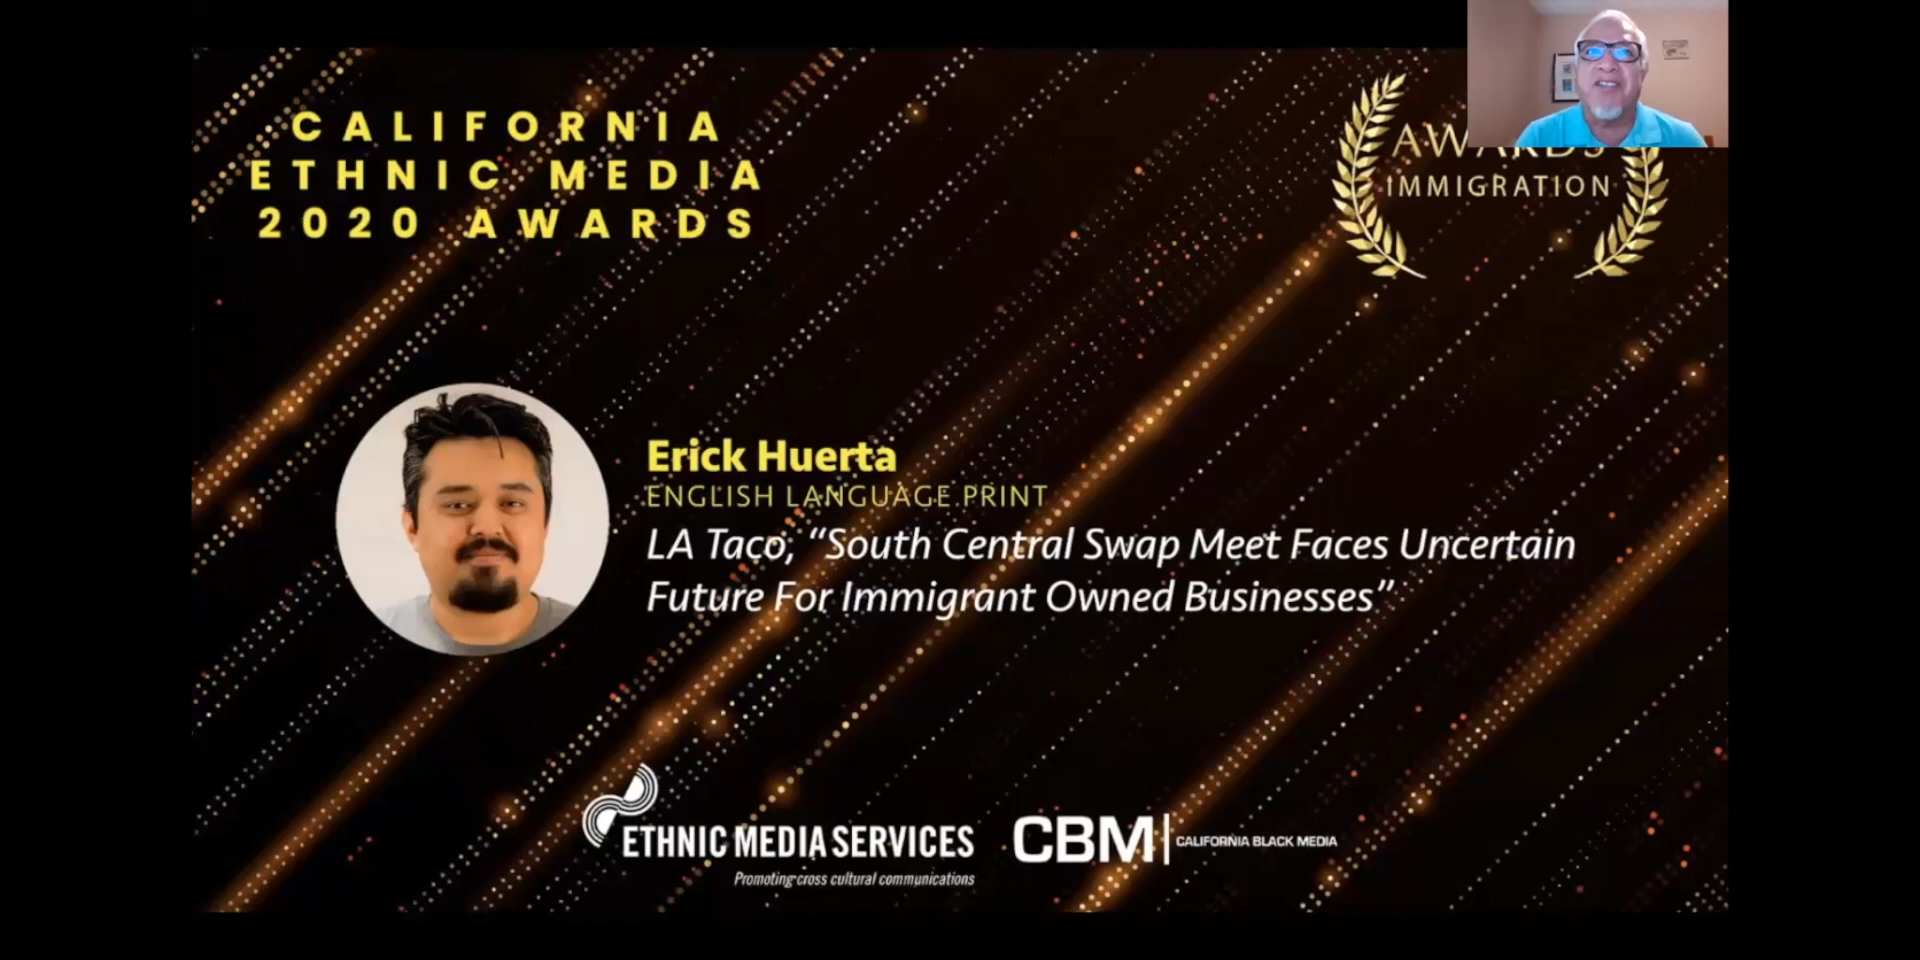 CALIFORNIA
ETHNIC MEDIA
2020 AWARDS
AWARDS
IMMIGRATION
Erick Huerta
ENGLISH LANGUAGE PRINT
LA Taco, “South Central Swap Meet Faces Uncertain
Future For Immigrant Owned Businesses”
ETHNIC MEDIA SERVICES
Promoting cross cultural communications
CBM
CALIFORNIA BLACK MEDIA